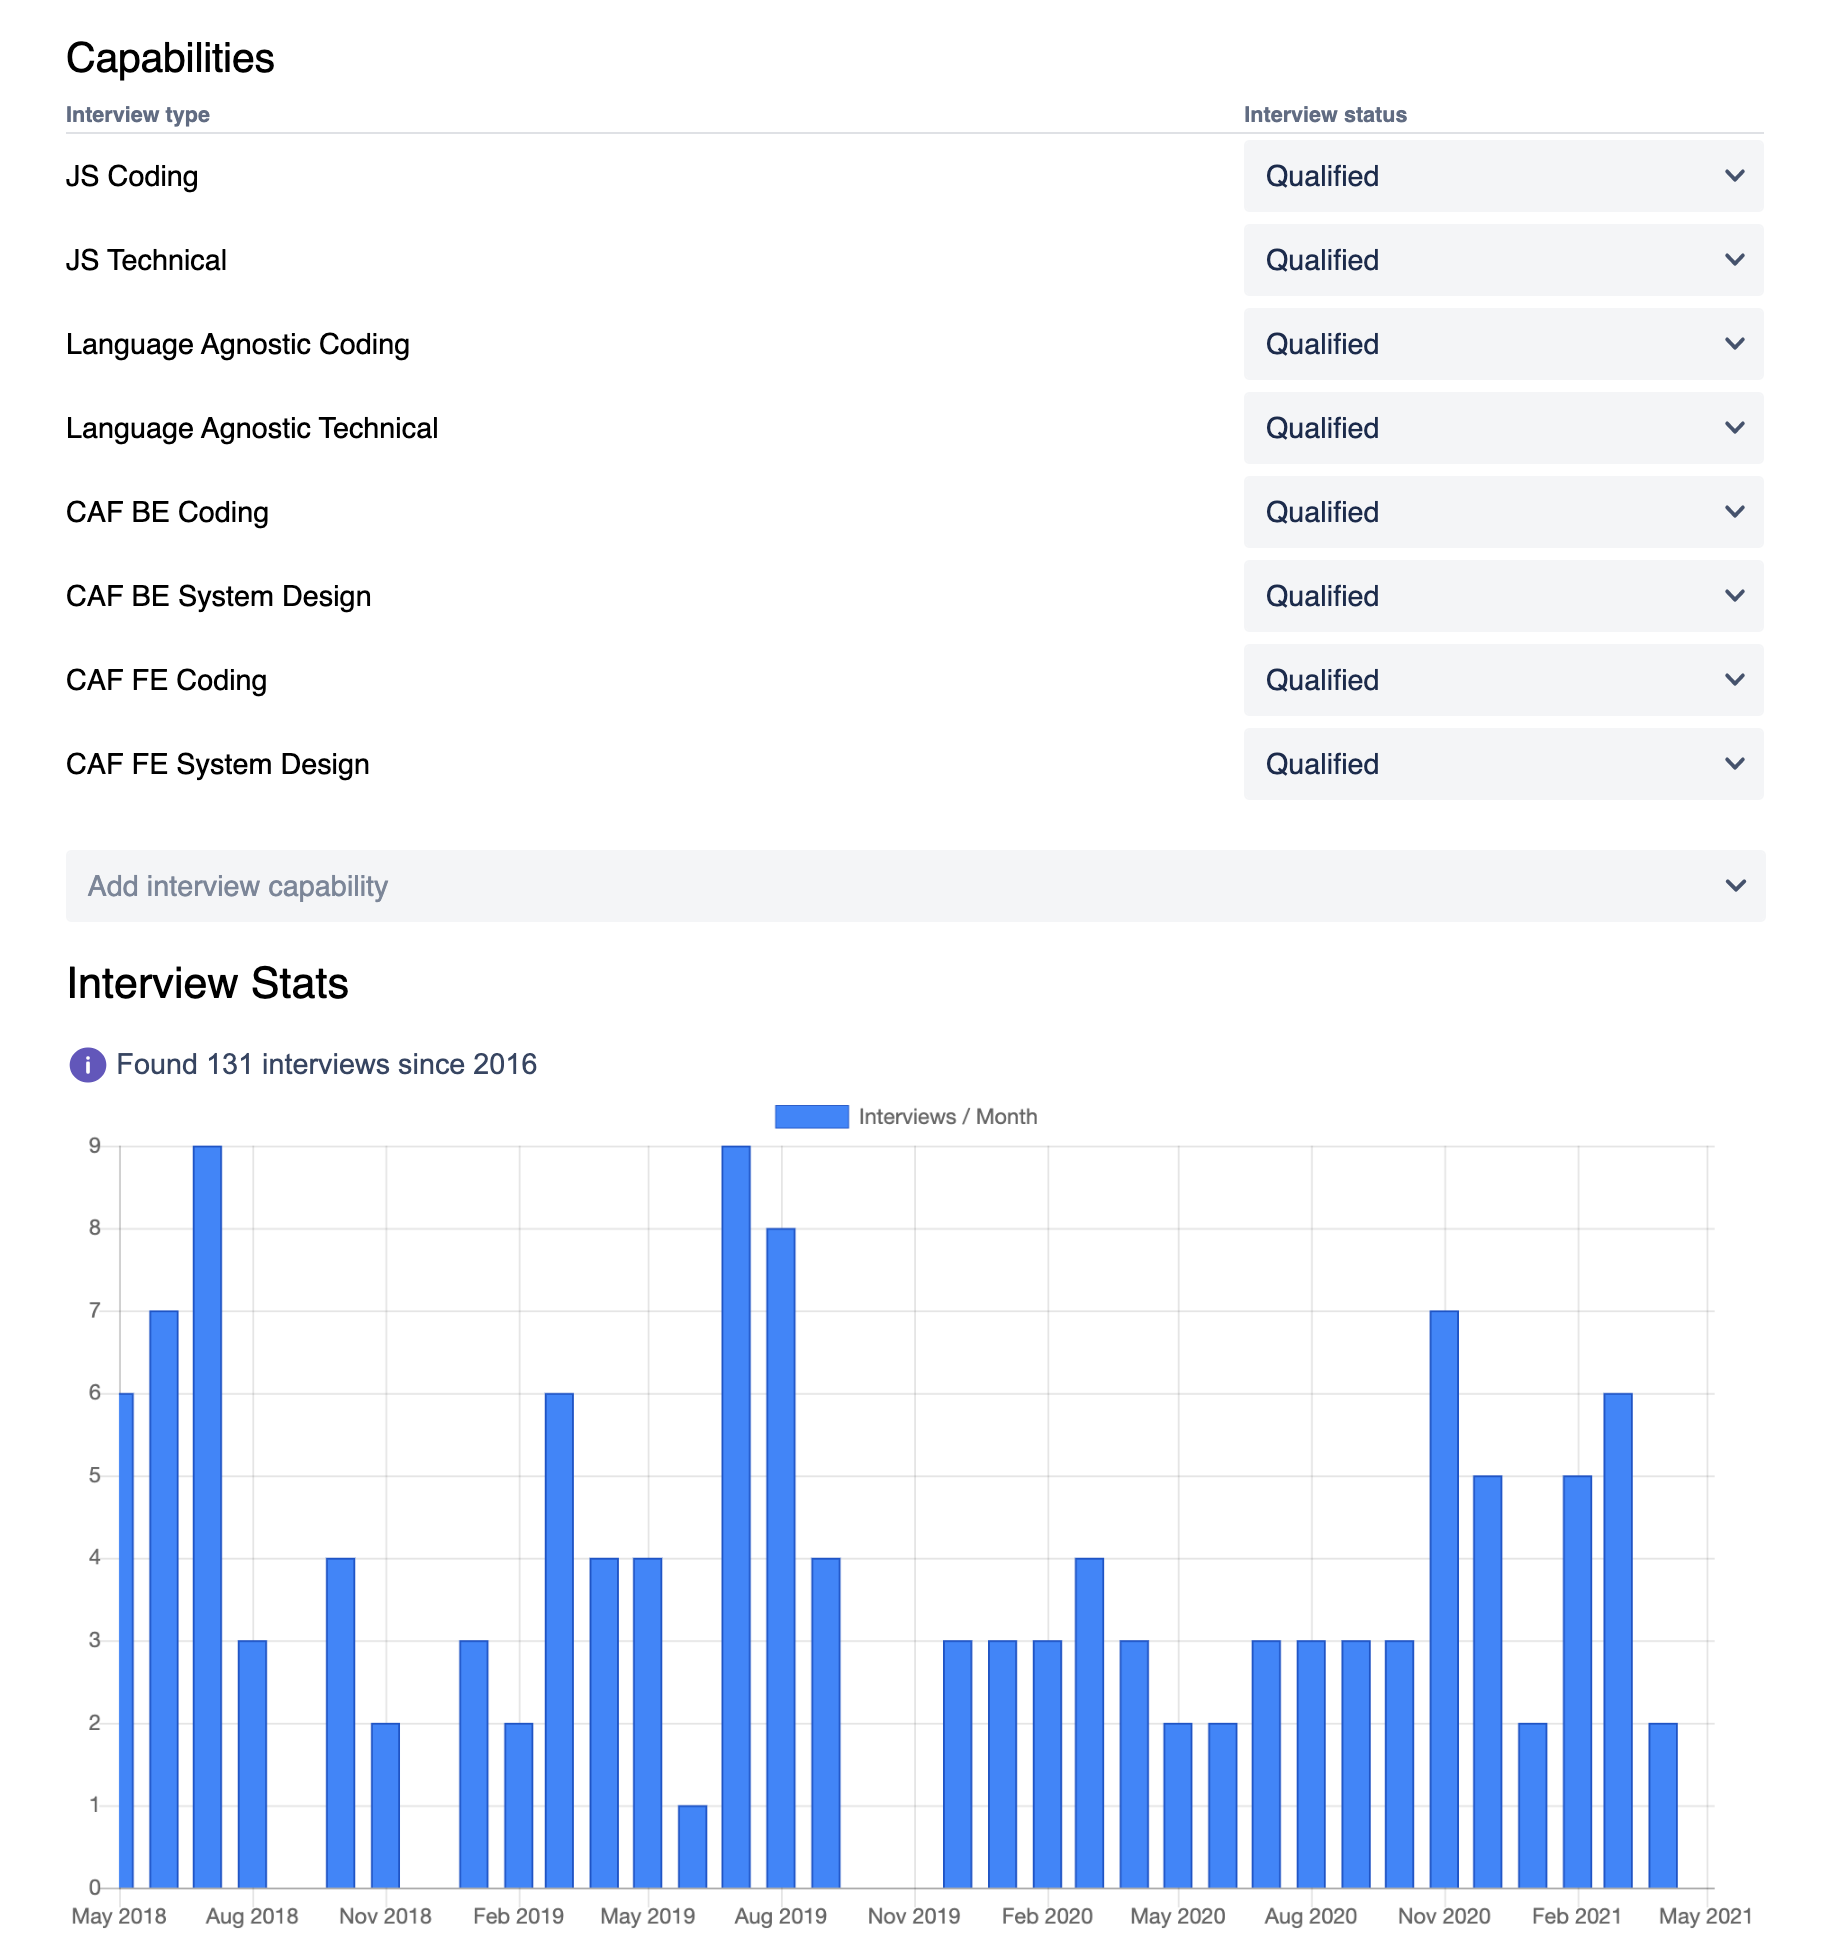 Capabilities
Interview type Interview status
JS Coding Qualified
JS Technical Qualified
Language Agnostic Coding Qualified
Language Agnostic Technical Qualified
CAF BE Coding Qualified
CAF BE System Design Qualified
CAF FE Coding Qualified
CAF FE System Design Qualified
Add interview capability
Interview Stats
i Found 131 interviews since 2016
Interviews / Month
9
8
7
6
5
4
3
2
1
0
May 2018 Aug 2018 Nov 2018 Feb 2019 May 2019 Aug 2019 Nov 2019 Feb 2020 May 2020 Aug 2020 Nov 2020 Feb 2021 May 2021